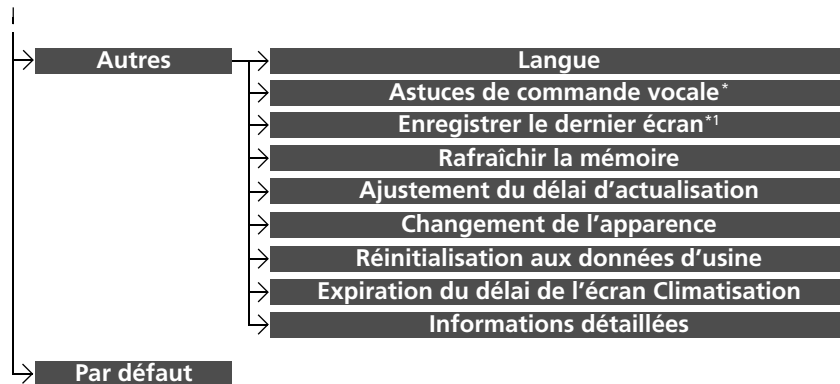 Autres
Langue
Astuces de commande vocale*
Enregistrer le dernier écran*1
Rafraîchir la mémoire
Ajustement du délai d’actualisation
Changement de l’apparence
Réinitialisation aux données d’usine
Expiration du délai de l’écran Climatisation
Informations détaillées
Par défaut